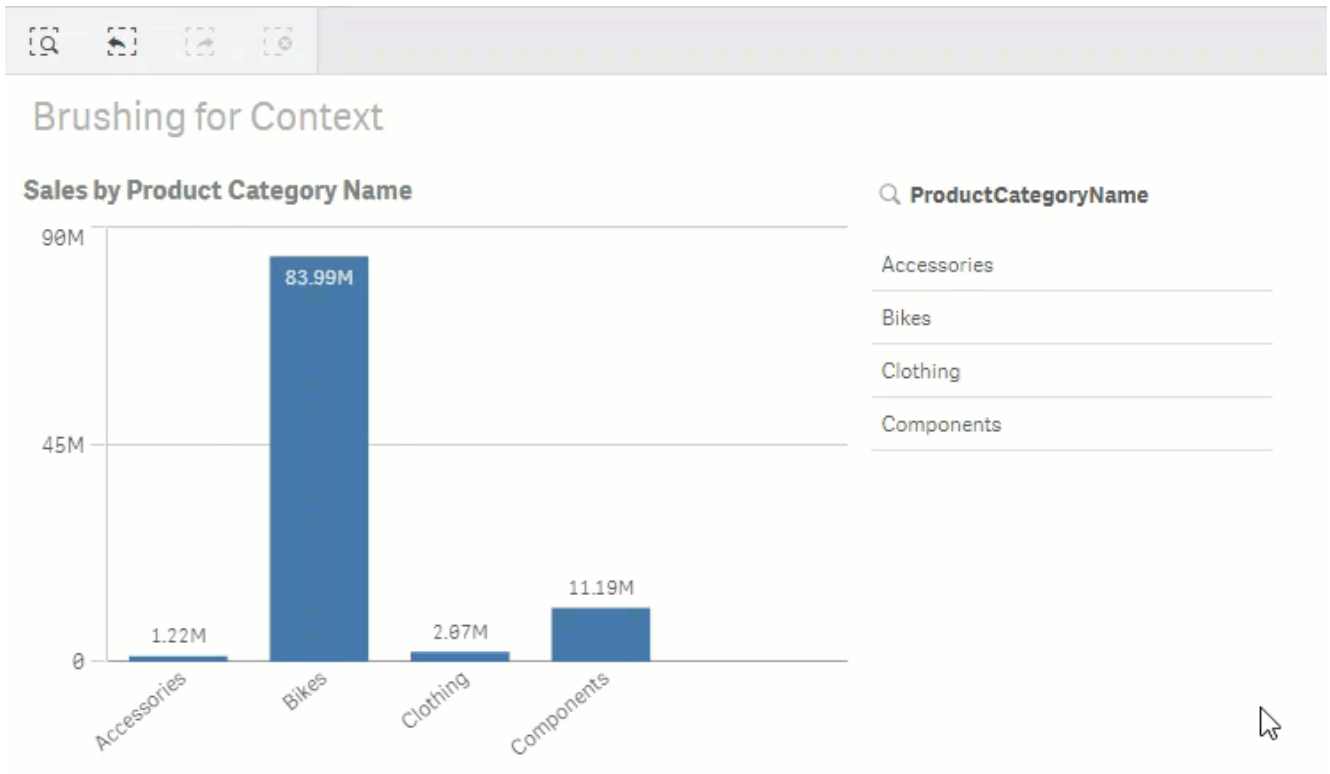 Brushing for Context
Sales by Product Category Name
90M
83.99M
45M
11.19M
1.22M
2.07M
0
Accessories
Bikes
Clothing
Components
ProductCategoryName
Accessories
Bikes
Clothing
Components